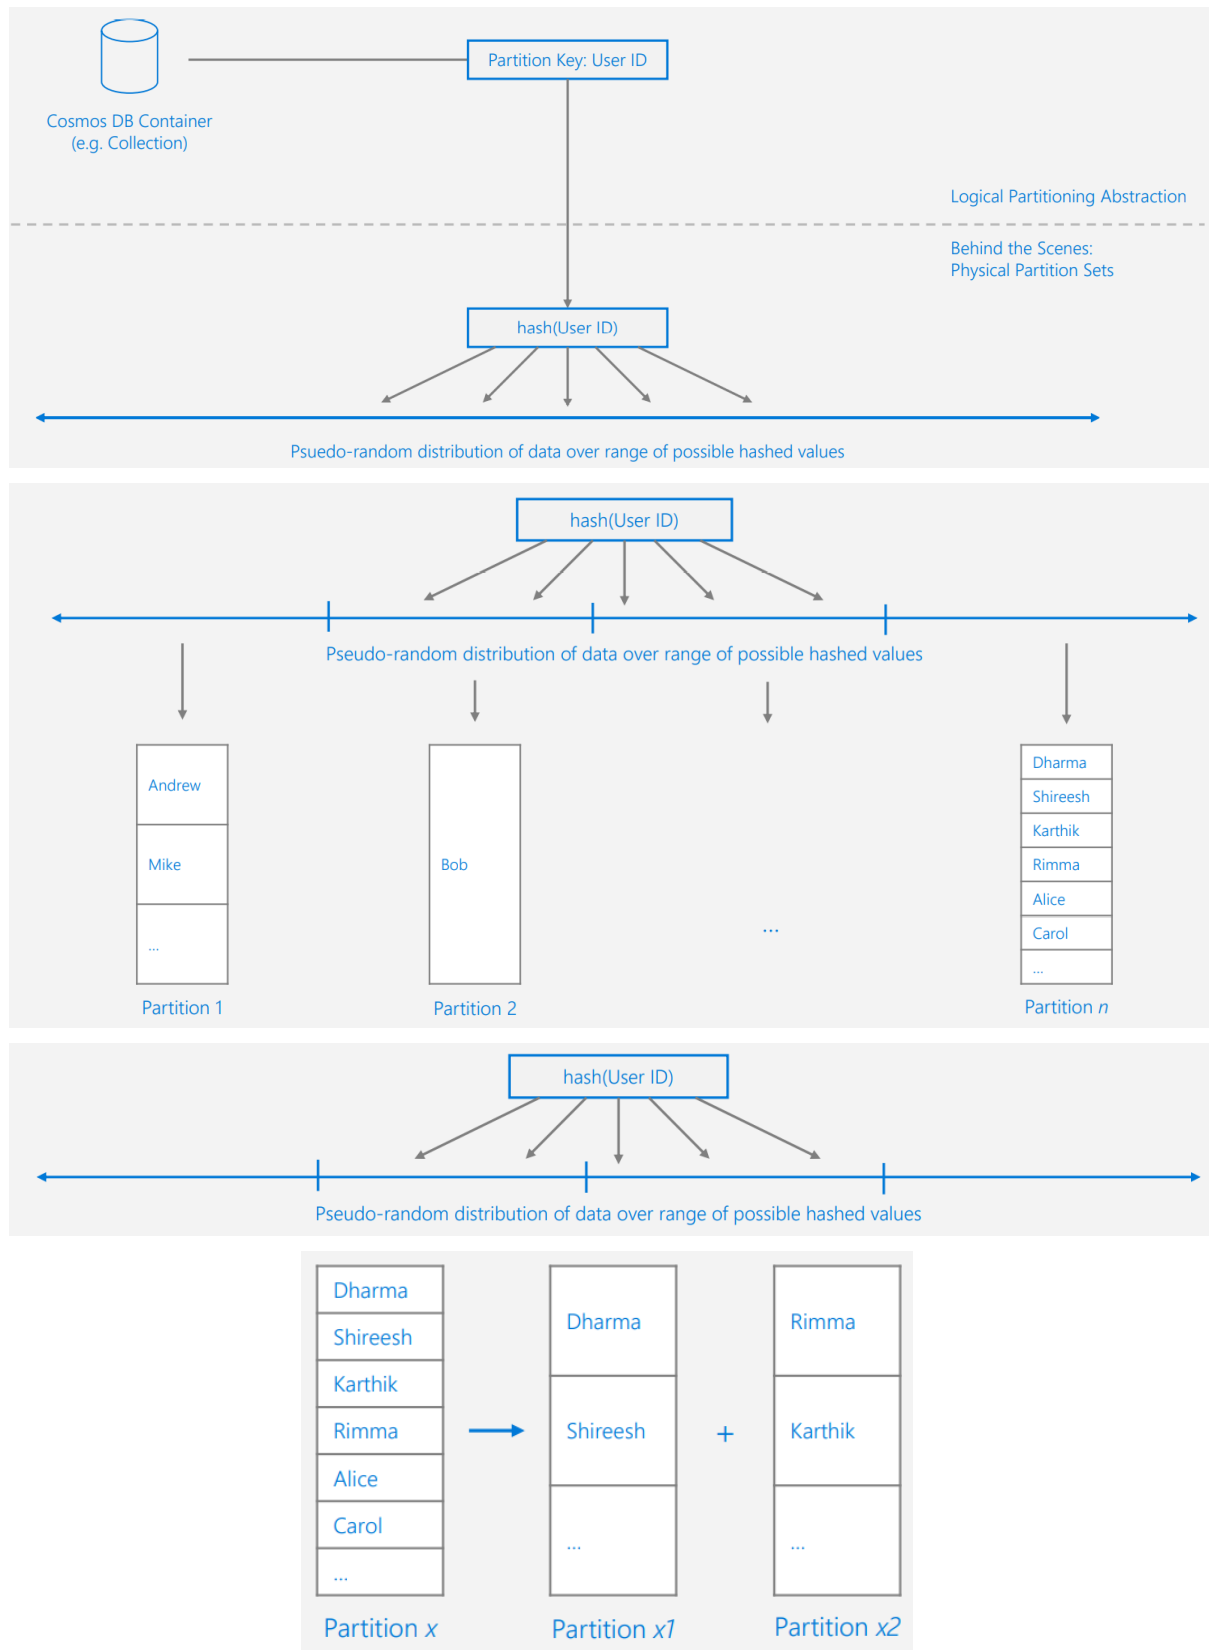 Partition Key: User ID
Cosmos DB Container
(e.g. Collection)
Logical Partitioning Abstraction
Behind the Scenes:
Physical Partition Sets
hash(User ID)
Psuedo-random distribution of data over range of possible hashed values
hash(User ID)
Pseudo-random distribution of data over range of possible hashed values
Andrew
Mike
...
Partition 1
Bob
Partition 2
...
Dharma
Shireesh
Karthik
Rimma
Alice
Carol
...
Partition n
hash(User ID)
Pseudo-random distribution of data over range of possible hashed values
Dharma
Shireesh
Karthik
Rimma
Alice
Carol
...
Partition x
Dharma
Shireesh
...
Partition x1
+
Rimma
Karthik
...
Partition x2